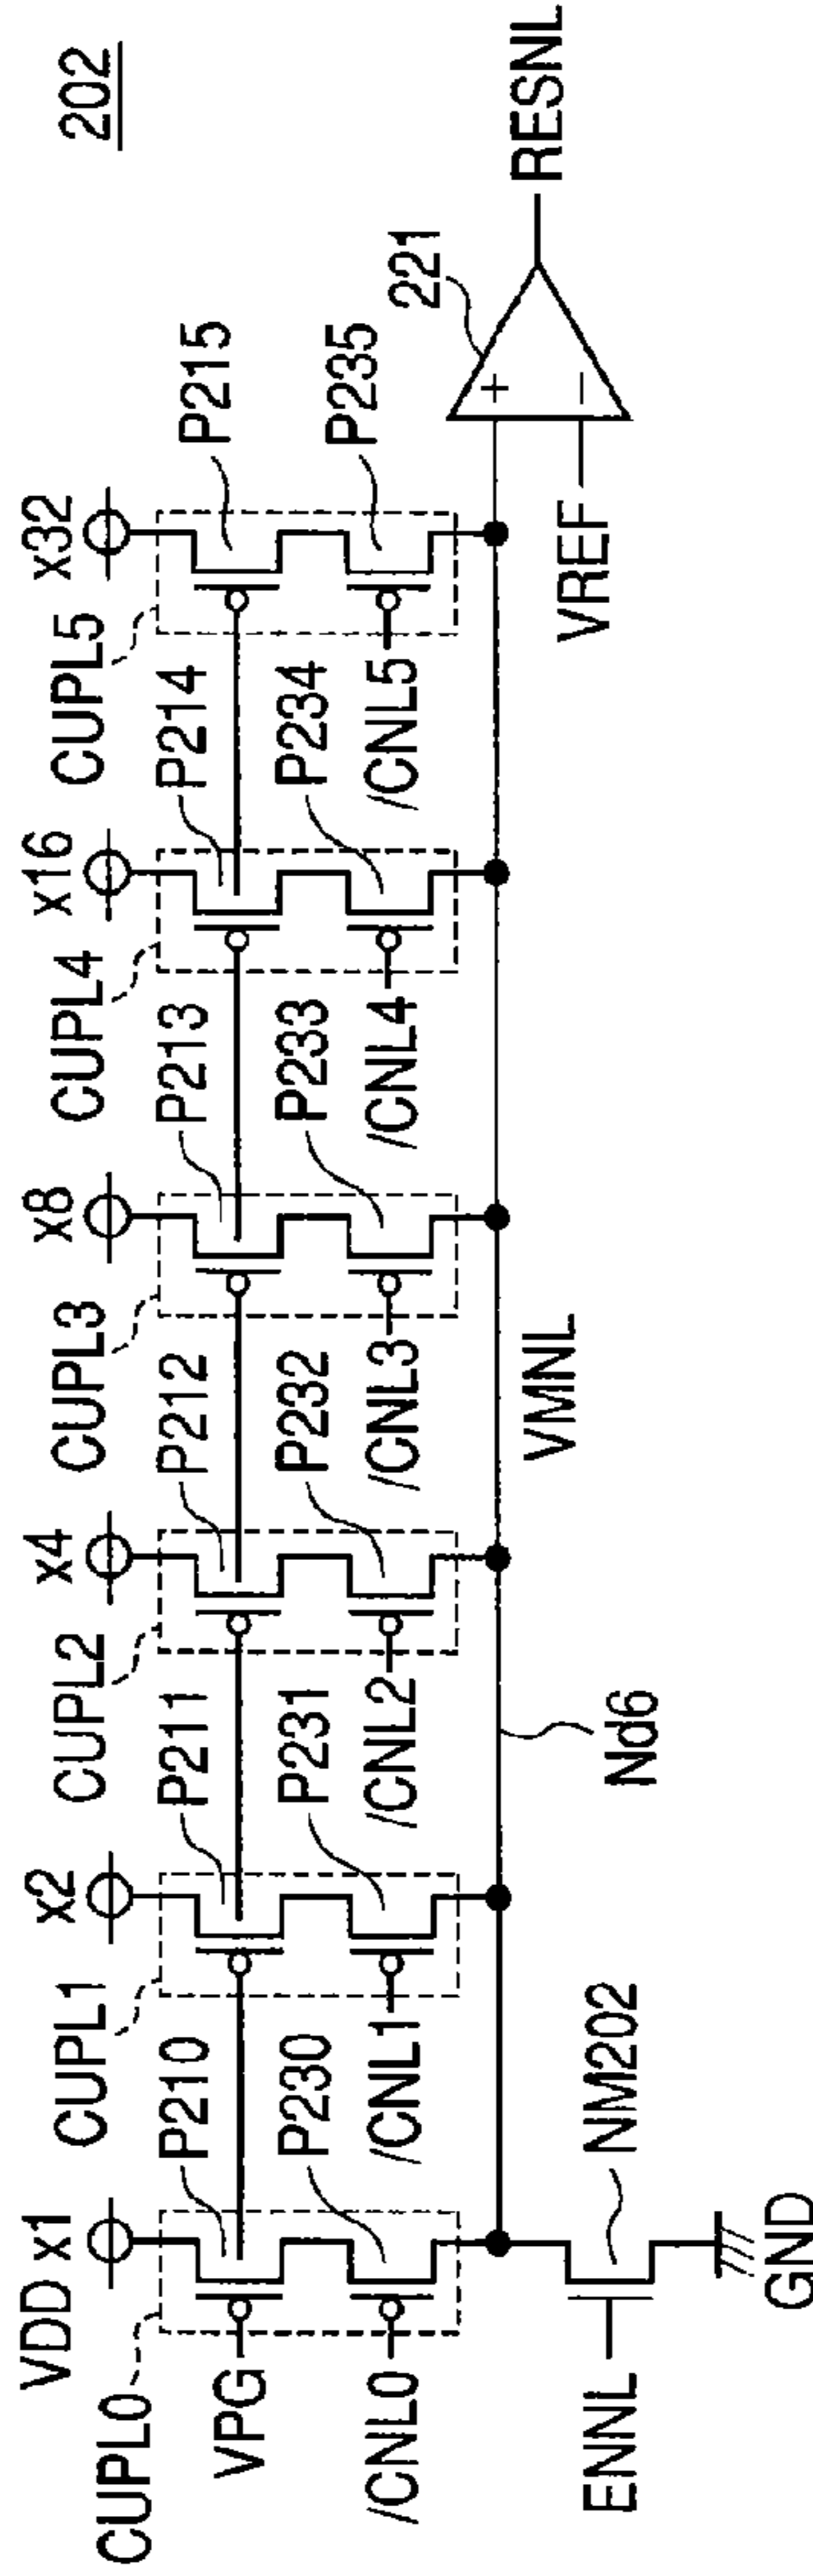 202
VDD x1
x2
x4
x8
x16
x32
CUPL0
CUPL1
CUPL2
CUPL3
CUPL4
CUPL5
P210
P211
P212
P213
P214
P215
VPG
P230
P231
P232
P233
P234
P235
/CNL0
/CNL1
/CNL2
/CNL3
/CNL4
/CNL5
221
+
−
RESNL
VREF
VMNL
Nd6
ENNL
NM202
GND